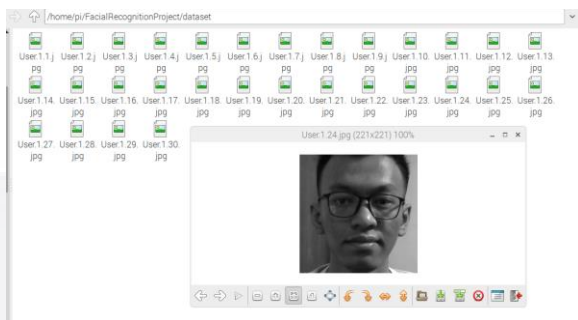 /home/pi/FacialRecognitionProject/dataset
User.1.1.j User.1.2.j User.1.3.j User.1.4.j User.1.5.j User.1.6.j User.1.7.j User.1.8.j User.1.9.j User.1.10. User.1.11. User.1.12. User.1.13.
pg pg pg pg pg pg pg pg pg jpg jpg jpg jpg
User.1.14. User.1.15. User.1.16. User.1.17. User.1.18. User.1.19. User.1.20. User.1.21. User.1.22. User.1.23. User.1.24. User.1.25. User.1.26.
jpg jpg jpg jpg jpg jpg jpg jpg jpg jpg jpg jpg jpg
User.1.27. User.1.28. User.1.29. User.1.30.
jpg jpg jpg jpg
User.1.24.jpg (221x221) 100%